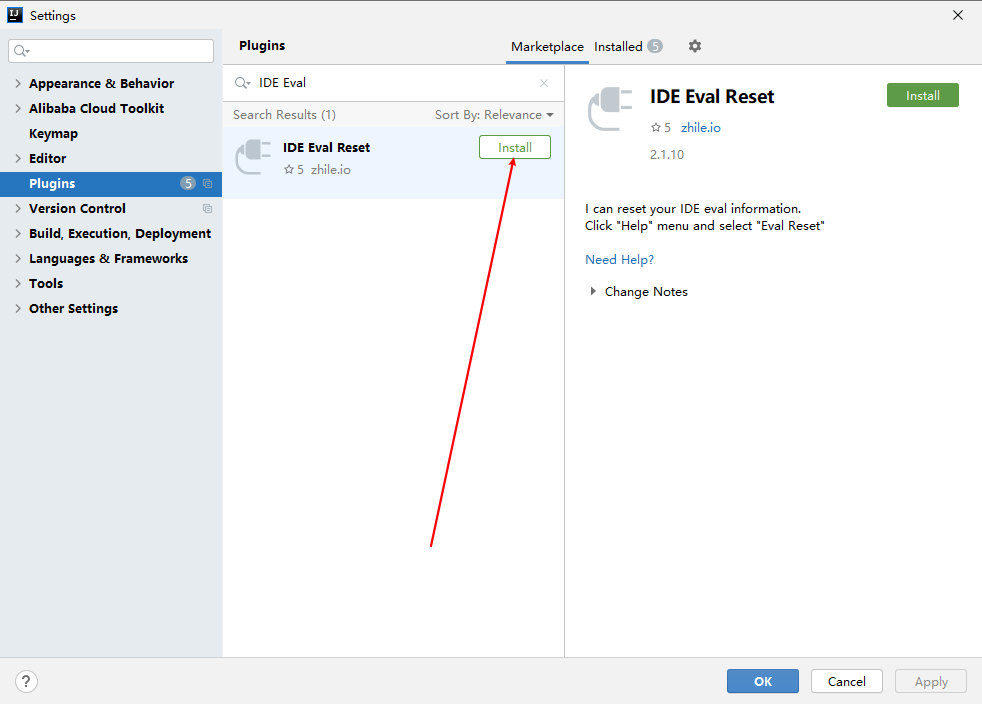 Settings
Appearance & Behavior
Alibaba Cloud Toolkit
Keymap
Editor
Plugins 5
Version Control
Build, Execution, Deployment
Languages & Frameworks
Tools
Other Settings
Plugins
Marketplace Installed 5
IDE Eval
Search Results (1) Sort By: Relevance
IDE Eval Reset Install
5 zhile.io
IDE Eval Reset Install
5 zhile.io
2.1.10
I can reset your IDE eval information.
Click "Help" menu and select "Eval Reset"
Need Help?
Change Notes
? OK Cancel Apply